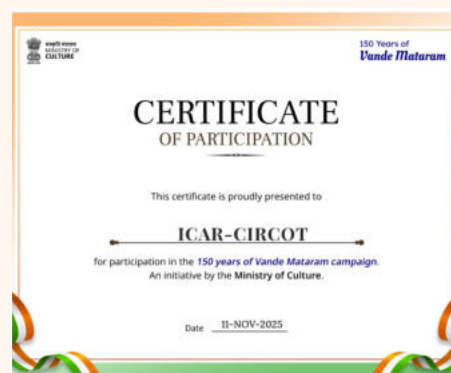 MINISTRY OF
CULTURE
150 Years of
Vande Mataram
CERTIFICATE
OF PARTICIPATION
This certificate is proudly presented to
ICAR-CIRCOT
for participation in the 150 years of Vande Mataram campaign.
An initiative by the Ministry of Culture.
Date 11-NOV-2025